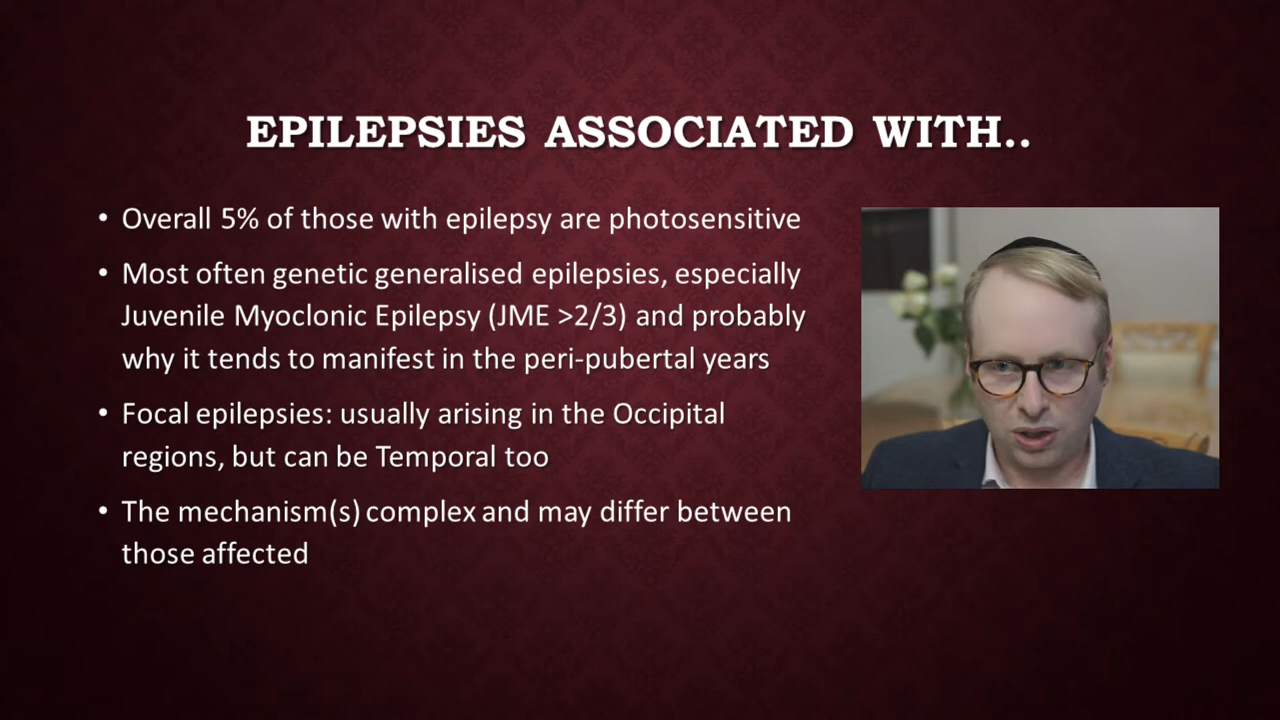 EPILEPSIES ASSOCIATED WITH..
• Overall 5% of those with epilepsy are photosensitive
• Most often genetic generalised epilepsies, especially
Juvenile Myoclonic Epilepsy (JME >2/3) and probably
why it tends to manifest in the peri-pubertal years
• Focal epilepsies: usually arising in the Occipital
regions, but can be Temporal too
• The mechanism(s) complex and may differ between
those affected